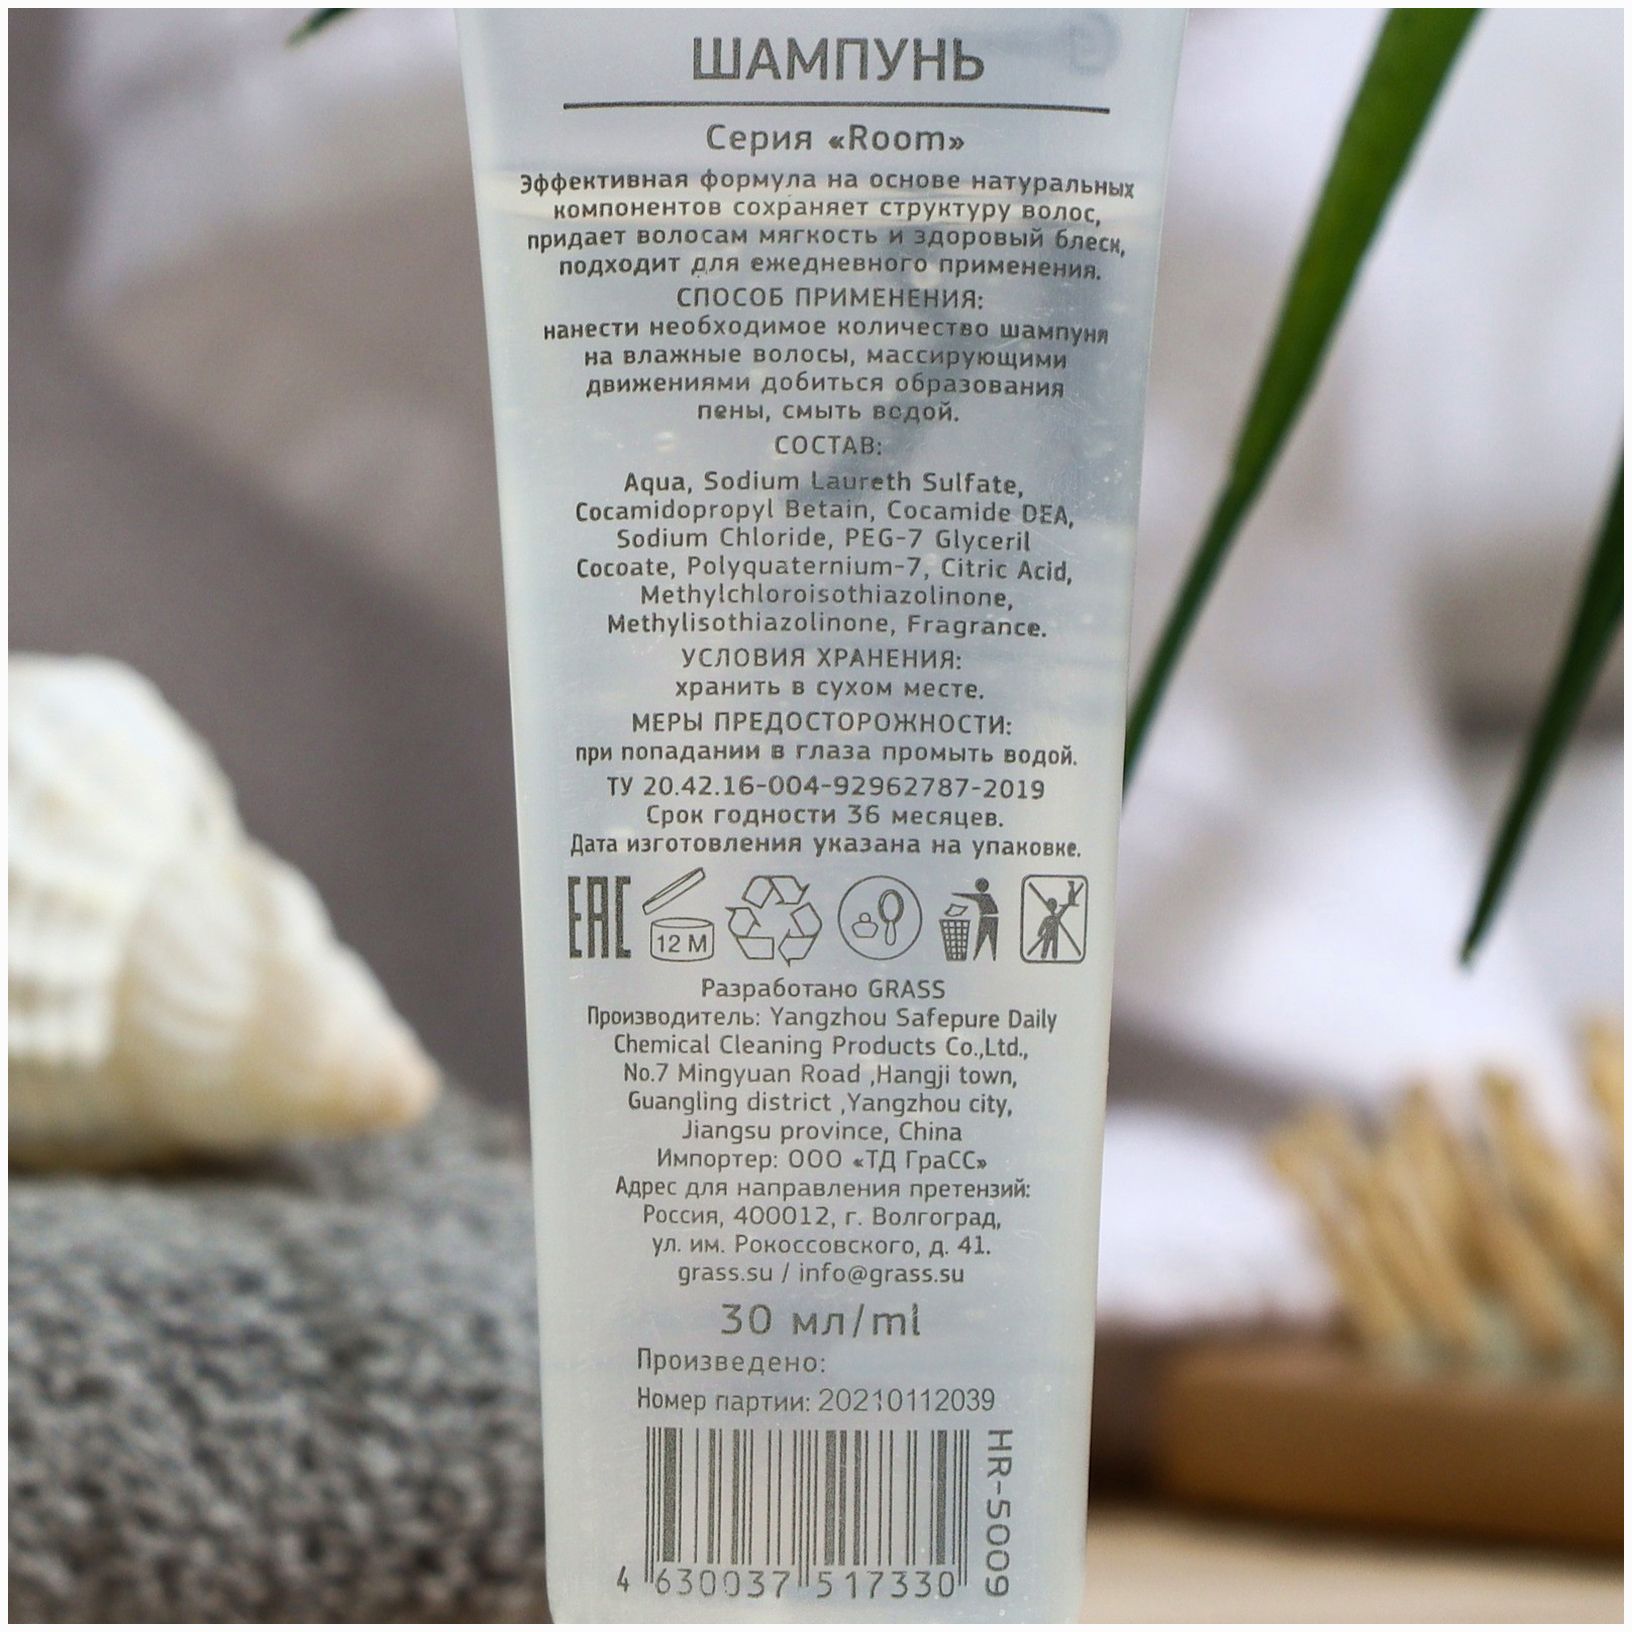 ШАМПУНЬ
Серия «Room»
Эффективная формула на основе натуральных
компонентов сохраняет структуру волос,
придает волосам мягкость и здоровый блеск,
подходит для ежедневного применения.
СПОСОБ ПРИМЕНЕНИЯ:
нанести необходимое количество шампуня
на влажные волосы, массирующими
движениями добиться образования
пены, смыть водой.
СОСТАВ:
Aqua, Sodium Laureth Sulfate,
Cocamidopropyl Betain, Cocamide DEA,
Sodium Chloride, PEG-7 Glyceril
Cocoate, Polyquaternium-7, Citric Acid,
Methylchloroisothiazolinone,
Methylisothiazolinone, Fragrance.
УСЛОВИЯ ХРАНЕНИЯ:
хранить в сухом месте.
МЕРЫ ПРЕДОСТОРОЖНОСТИ:
при попадании в глаза промыть водой.
ТУ 20.42.16-004-92962787-2019
Срок годности 36 месяцев.
Дата изготовления указана на упаковке.
EAC 12 M
Разработано GRASS
Производитель: Yangzhou Safepure Daily
Chemical Cleaning Products Co.,Ltd.,
No.7 Mingyuan Road ,Hangji town,
Guangling district ,Yangzhou city,
Jiangsu province, China
Импортер: ООО «ТД ГраСС»
Адрес для направления претензий:
Россия, 400012, г. Волгоград,
ул. им. Рокоссовского, д. 41.
grass.su / info@grass.su
30 мл/ml
Произведено:
Номер партии: 20210112039
HR-5009
4 630037 517330